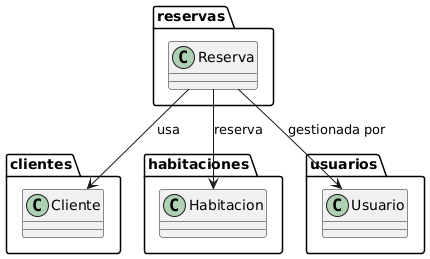 reservas
C Reserva
usa
reserva
gestionada por
clientes
habitaciones
usuarios
C Cliente
C Habitacion
C Usuario